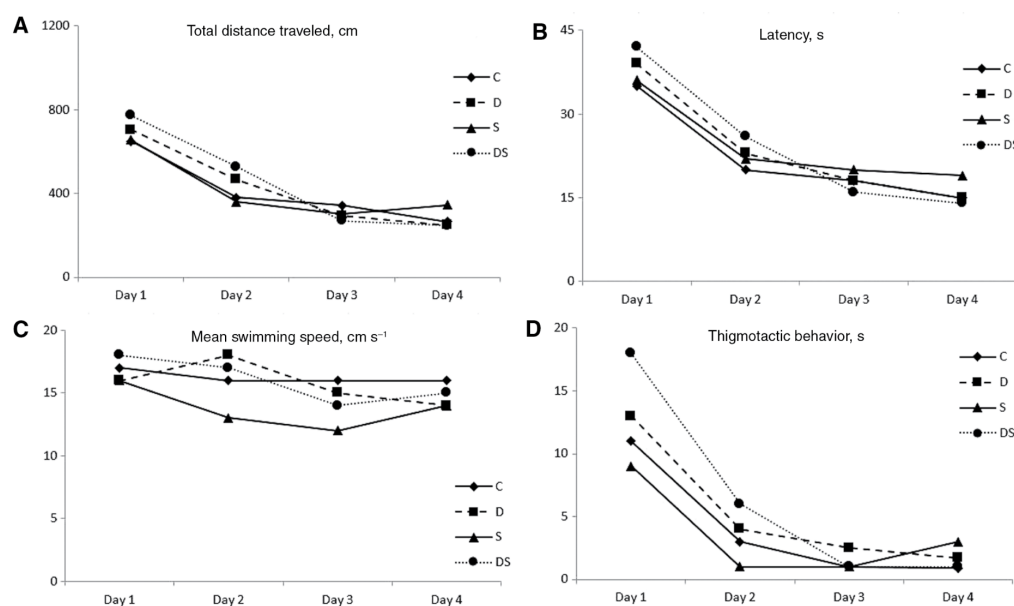 A
Total distance traveled, cm
1200
800
400
0
Day 1 Day 2 Day 3 Day 4
C
D
S
DS
B
Latency, s
45
30
15
0
Day 1 Day 2 Day 3 Day 4
C
D
S
DS
C
Mean swimming speed, cm s⁻¹
20
15
10
5
0
Day 1 Day 2 Day 3 Day 4
C
D
S
DS
D
Thigmotactic behavior, s
20
15
10
5
0
Day 1 Day 2 Day 3 Day 4
C
D
S
DS